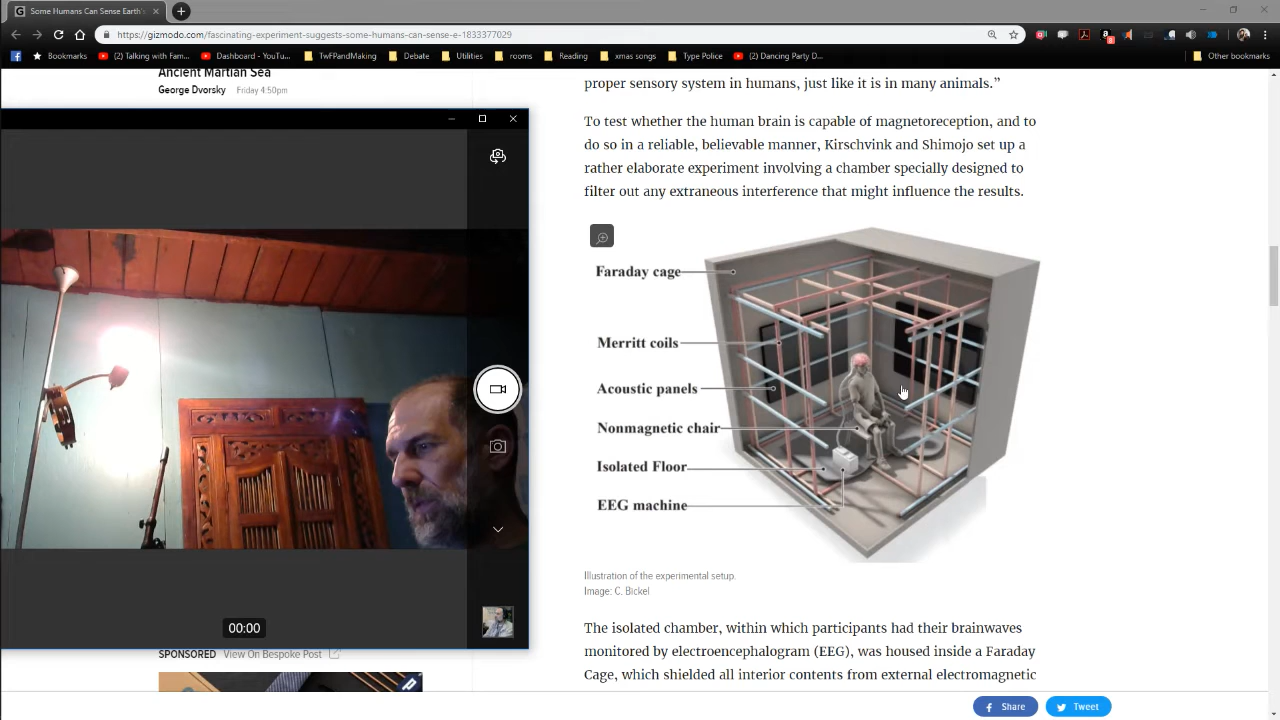 Some Humans Can Sense Earth's
https://gizmodo.com/fascinating-experiment-suggests-some-humans-can-sense-e-1833377029
Bookmarks
(2) Talking with Fam...
Dashboard - YouTu...
TwFPandMaking
Debate
Utilities
rooms
Reading
xmas songs
Type Police
(2) Dancing Party D...
Other bookmarks
Ancient Martian Sea
George Dvorsky Friday 4:50pm
proper sensory system in humans, just like it is in many animals.”
To test whether the human brain is capable of magnetoreception, and to
do so in a reliable, believable manner, Kirschvink and Shimojo set up a
rather elaborate experiment involving a chamber specially designed to
filter out any extraneous interference that might influence the results.
Faraday cage
Merritt coils
Acoustic panels
Nonmagnetic chair
Isolated Floor
EEG machine
Illustration of the experimental setup.
Image: C. Bickel
The isolated chamber, within which participants had their brainwaves
monitored by electroencephalogram (EEG), was housed inside a Faraday
Cage, which shielded all interior contents from external electromagnetic
00:00
SPONSORED View On Bespoke Post
Share
Tweet